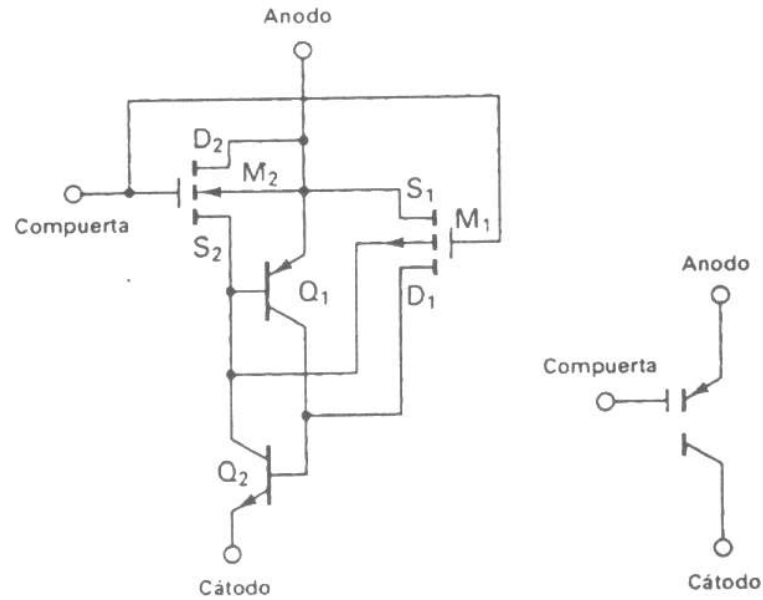 Anodo
D2
M2
S1
M1
Compuerta
S2
Q1
D1
Anodo
Compuerta
Q2
Cátodo
Cátodo